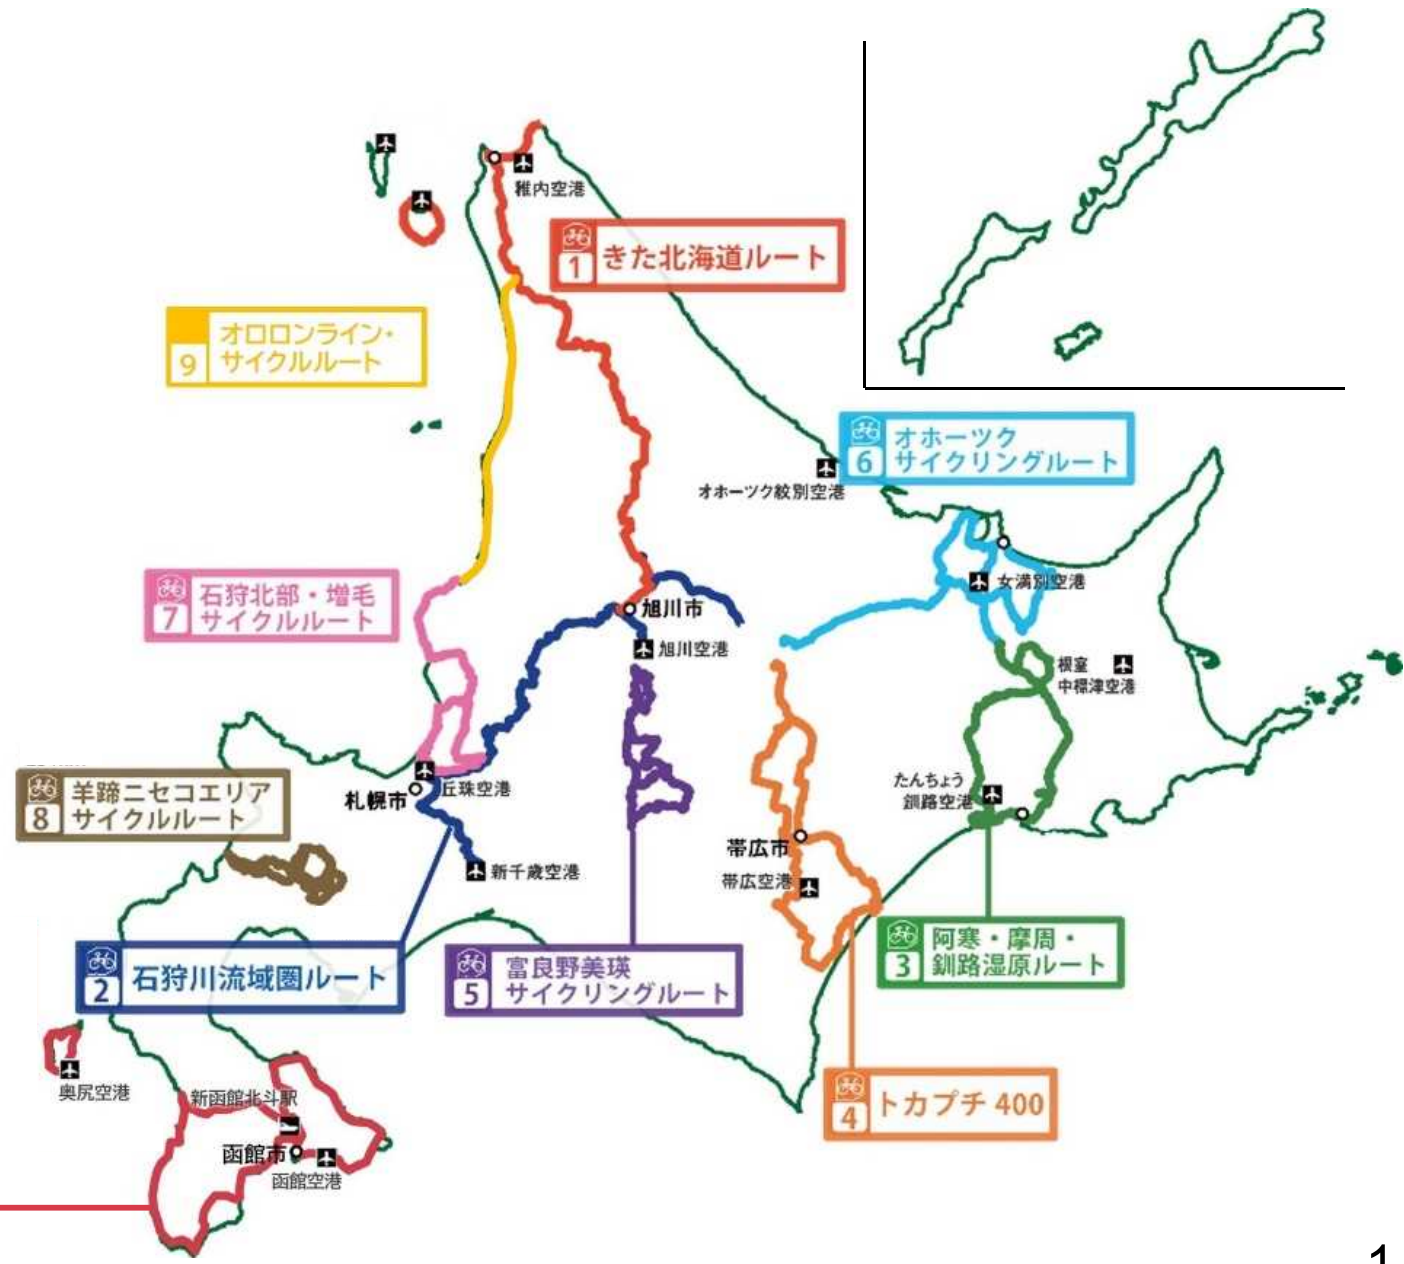 稚内空港
1
きた北海道ルート
9
オロロンライン・
サイクルルート
6
オホーツク
サイクリングルート
オホーツク紋別空港
7
石狩北部・増毛
サイクルルート
女満別空港
旭川市
旭川空港
根室
中標津空港
8
羊蹄ニセコエリア
サイクルルート
札幌市
丘珠空港
たんちょう
釧路空港
新千歳空港
帯広市
帯広空港
2
石狩川流域圏ルート
5
富良野美瑛
サイクリングルート
3
阿寒・摩周・
釧路湿原ルート
奥尻空港
新函館北斗駅
4
トカプチ 400
函館市
函館空港
1